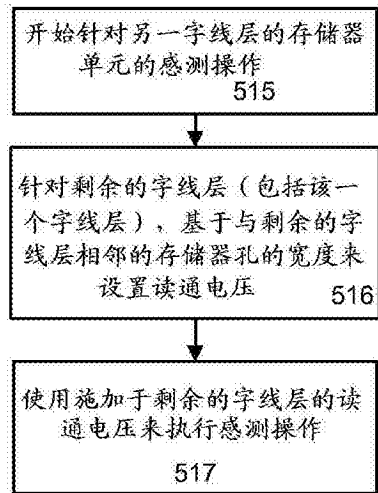 开始针对另一字线层的存储器
单元的感测操作
515
针对剩余的字线层（包括该一
个字线层），基于与剩余的字
线层相邻的存储器孔的宽度来
设置读通电压
516
使用施加于剩余的字线层的读
通电压来执行感测操作
517